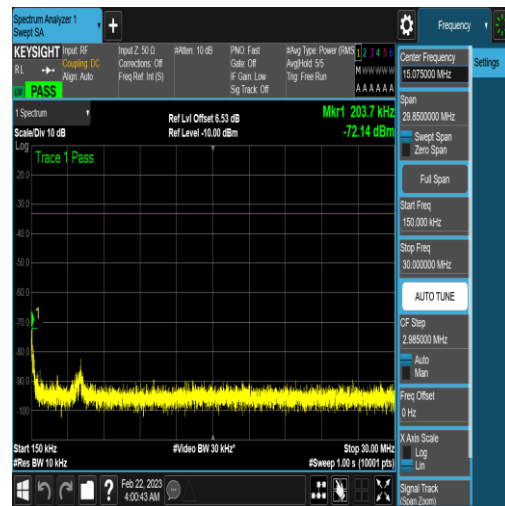 Spectrum Analyzer 1
Swept SA
Frequency
KEYSIGHT
Input: RF
Coupling: DC
Align: Auto
Input Z: 50 Ω
Corrections: Off
Freq Ref: Int (S)
#Atten: 10 dB
PNO: Fast
Gate: Off
IF Gain: Low
Sig Track: Off
#Avg Type: Power (RMS
Avg|Hold: 5/5
Trig: Free Run
1 2 3 4 5 6
M W W W W W
A A A A A A
R L
LXI
PASS
1 Spectrum
Scale/Div 10 dB
Ref Lvl Offset 6.53 dB
Ref Level -10.00 dBm
Mkr1 203.7 kHz
-72.14 dBm
Log
Trace 1 Pass
-20.0
-30.0
-40.0
-50.0
-60.0
-70.0
-80.0
-90.0
-100
1
Start 150 kHz
#Res BW 10 kHz
#Video BW 30 kHz*
Stop 30.00 MHz
#Sweep 1.00 s (10001 pts)
Feb 22, 2023
4:00:43 AM
Center Frequency
15.075000 MHz
Settings
Span
29.8500000 MHz
Swept Span
Zero Span
Full Span
Start Freq
150.000 kHz
Stop Freq
30.000000 MHz
AUTO TUNE
CF Step
2.985000 MHz
Auto
Man
Freq Offset
0 Hz
X Axis Scale
Log
Lin
Signal Track
(Span Zoom)